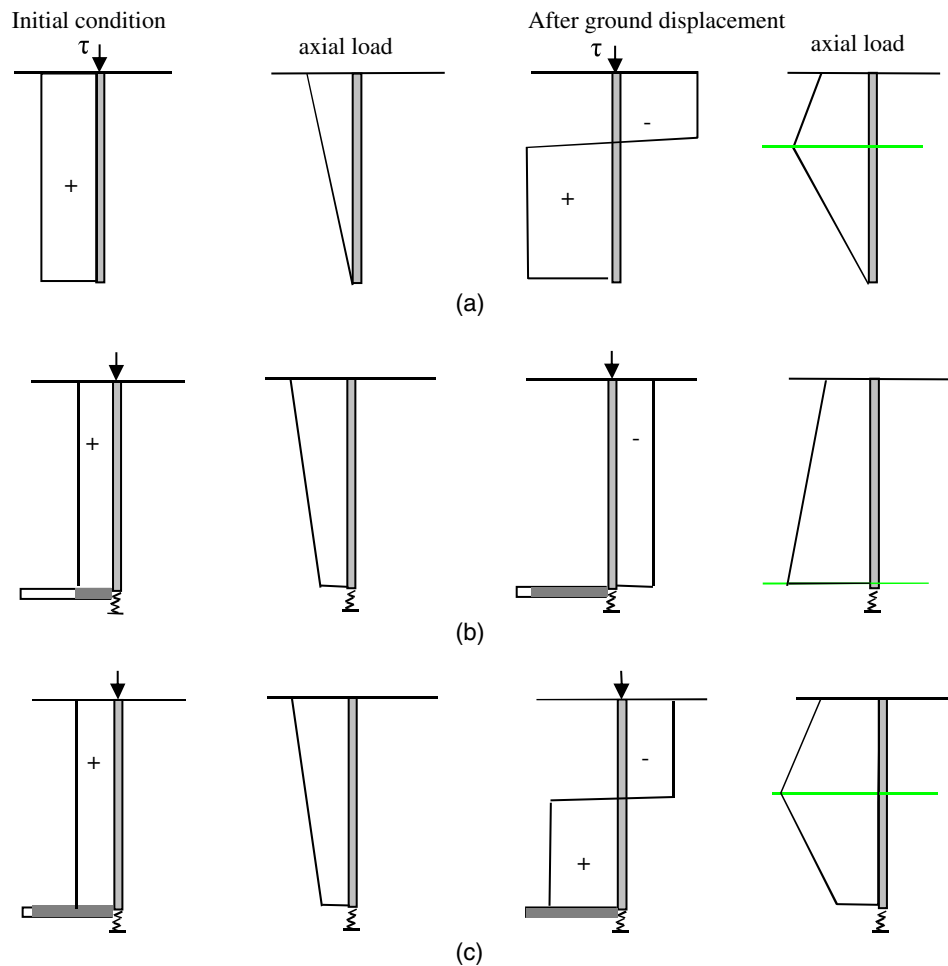 Initial condition
After ground displacement
τ
axial load
τ
axial load
+
-
+
(a)
+
-
(b)
+
-
+
(c)